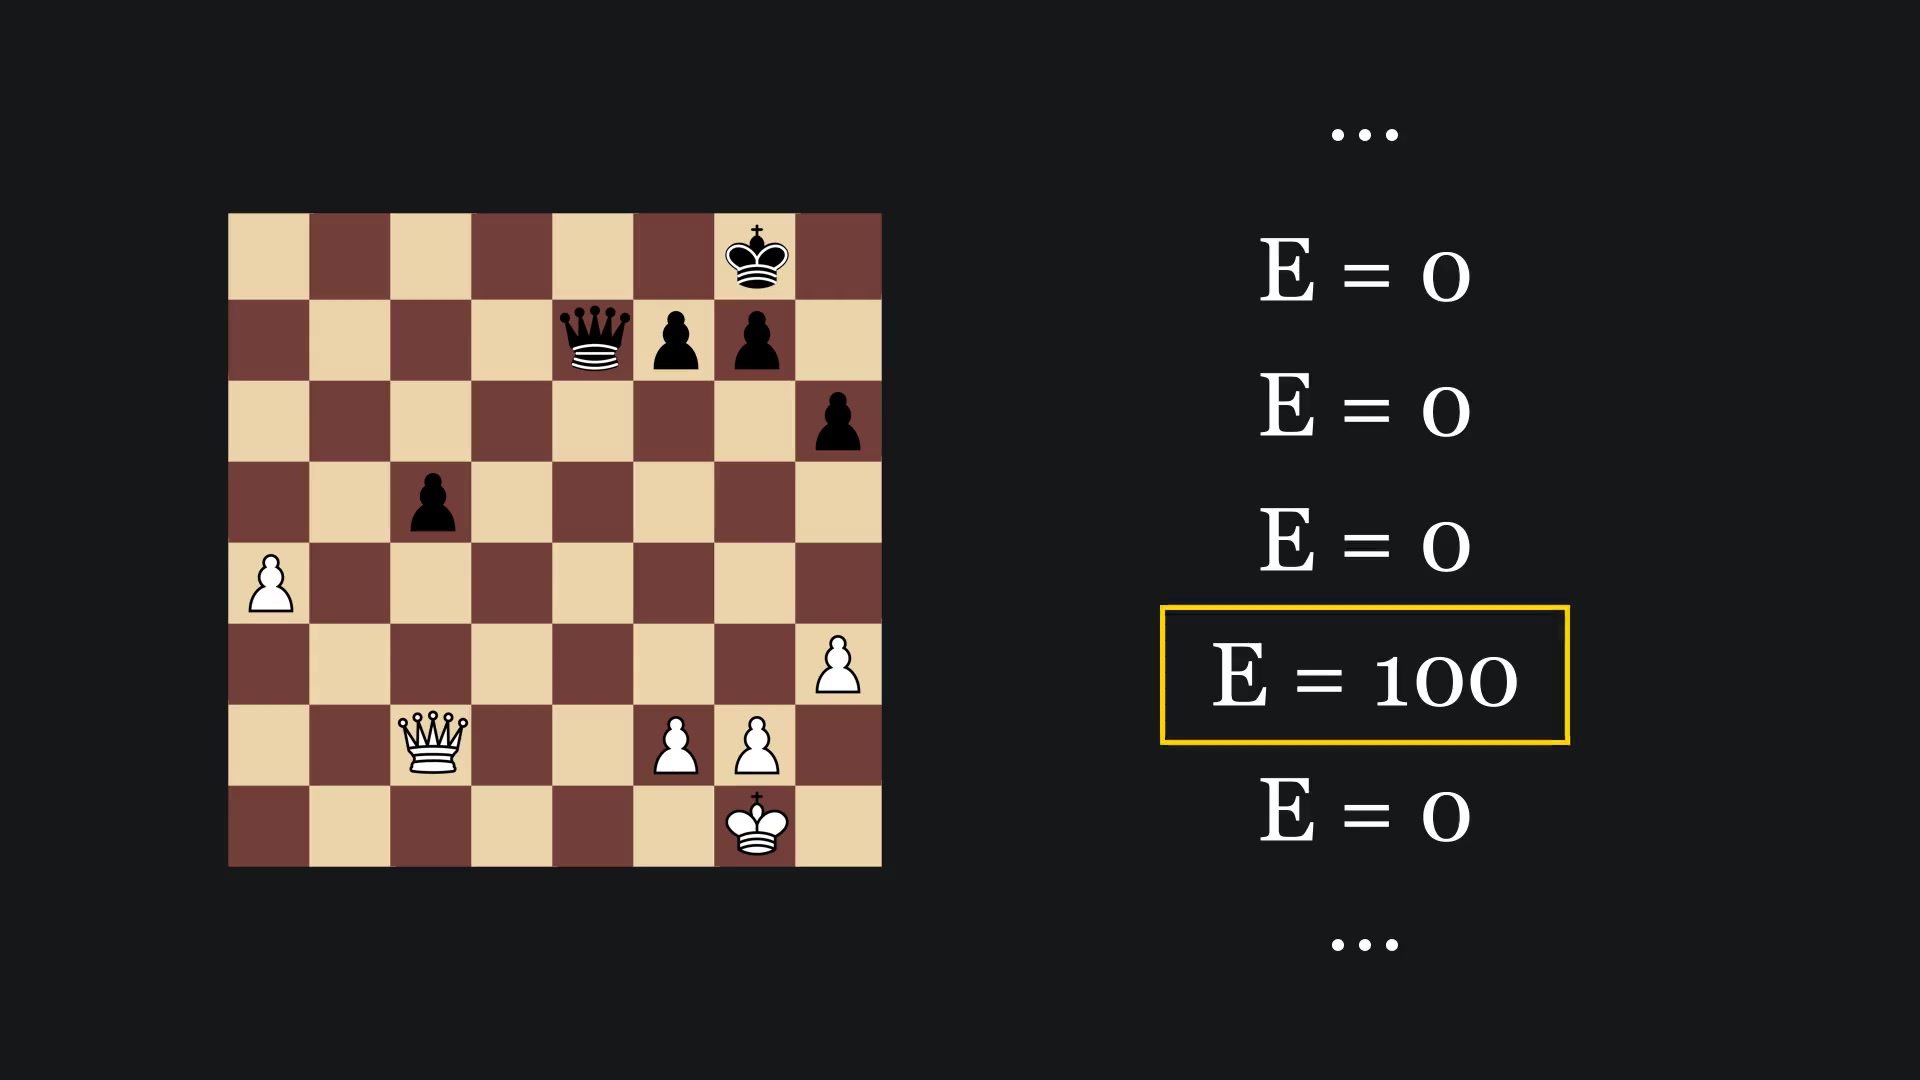 ...
E = 0
E = 0
E = 0
E = 100
E = 0
...